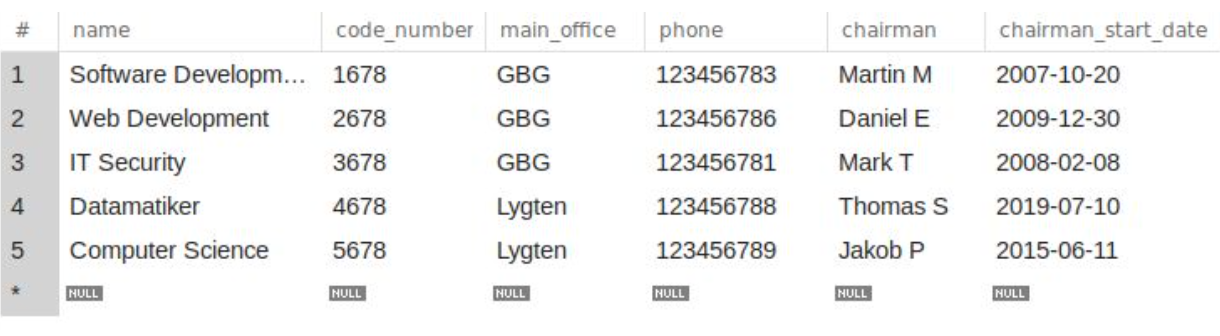 # name code_number main_office phone chairman chairman_start_date
1 Software Developm... 1678 GBG 123456783 Martin M 2007-10-20
2 Web Development 2678 GBG 123456786 Daniel E 2009-12-30
3 IT Security 3678 GBG 123456781 Mark T 2008-02-08
4 Datamatiker 4678 Lygten 123456788 Thomas S 2019-07-10
5 Computer Science 5678 Lygten 123456789 Jakob P 2015-06-11
* NULL NULL NULL NULL NULL NULL